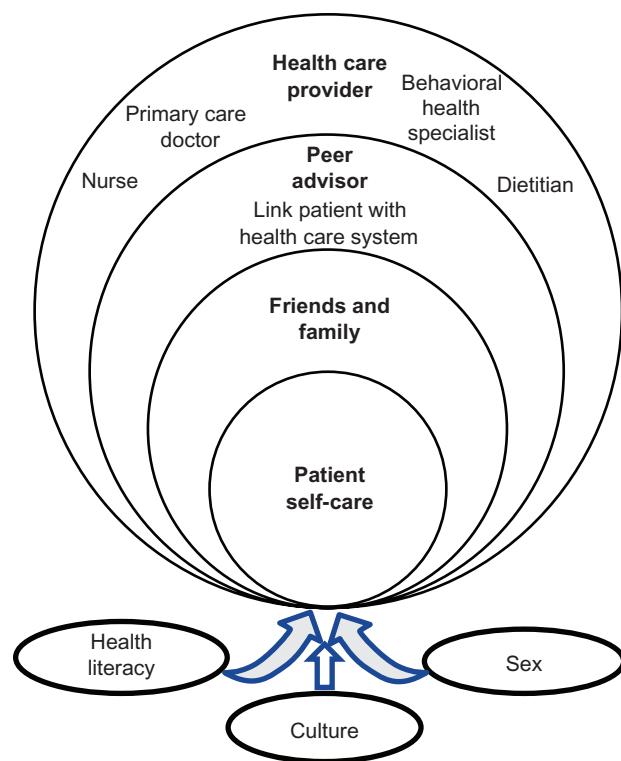 Health care
provider
Behavioral
health
specialist
Primary care
doctor
Nurse
Dietitian
Peer
advisor
Link patient with
health care system
Friends and
family
Patient
self-care
Health
literacy
Sex
Culture